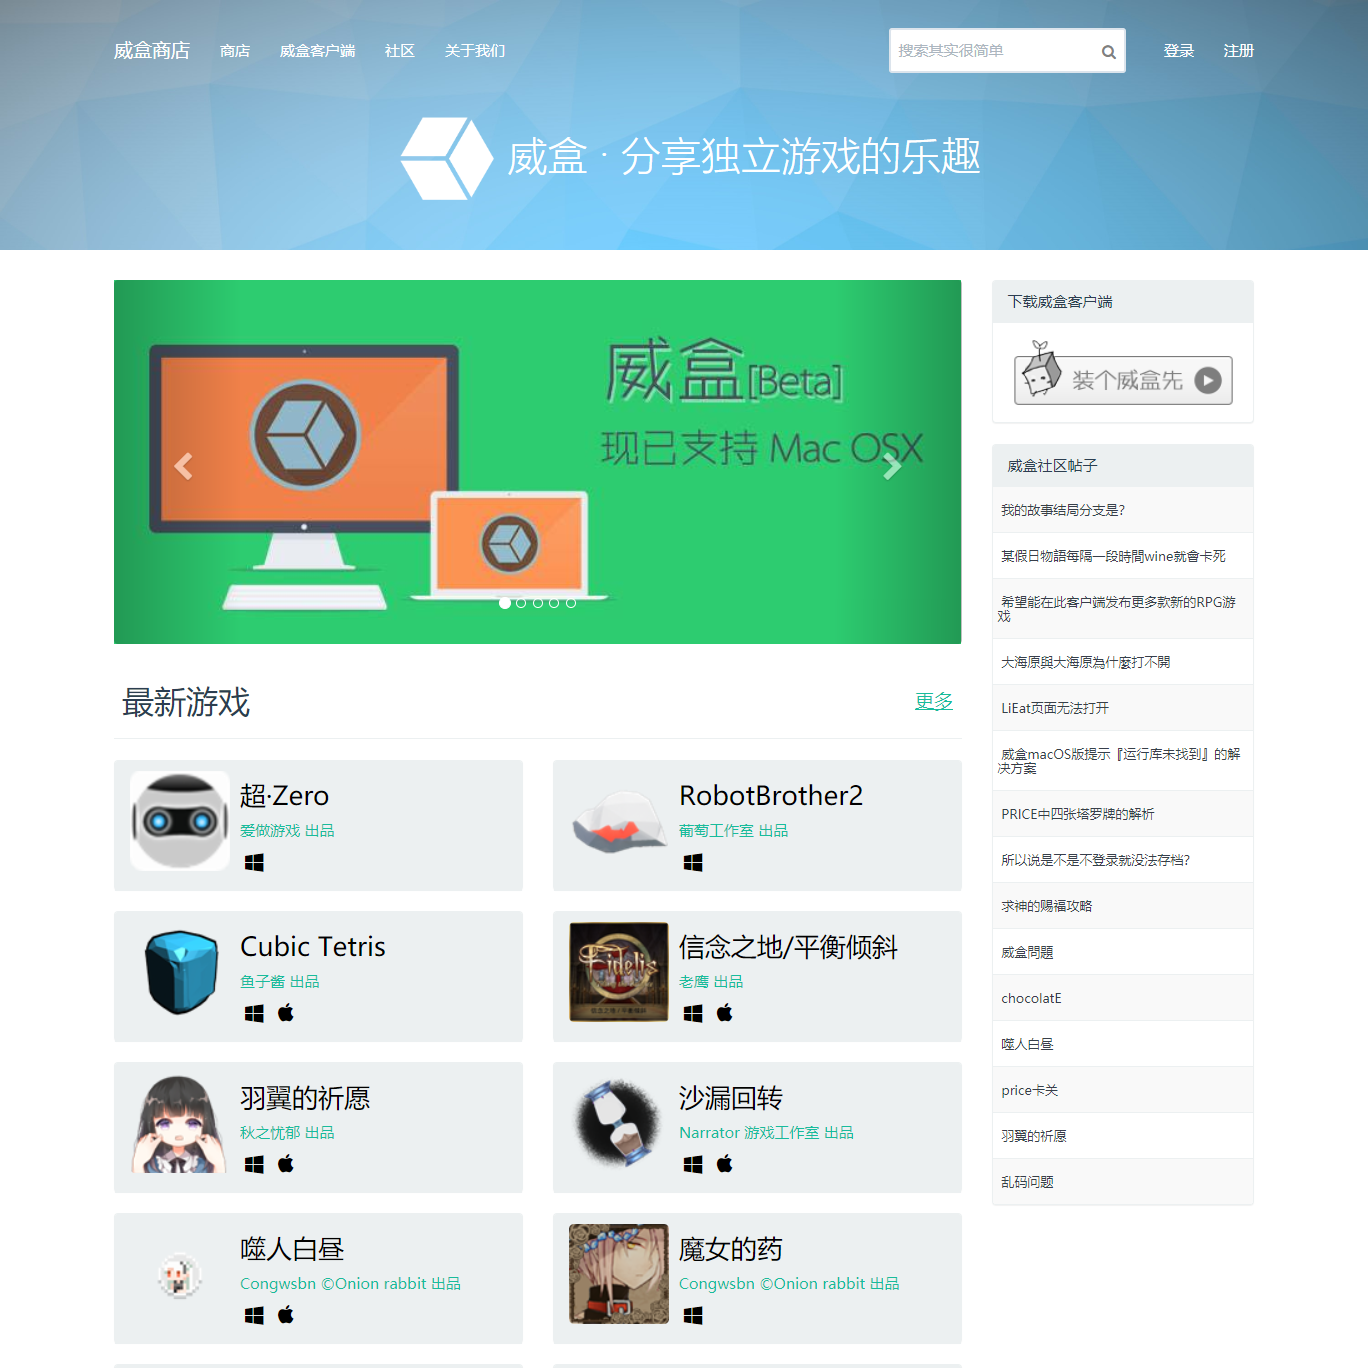 威盒商店 商店 威盒客户端 社区 关于我们 搜索其实很简单 登录 注册
威盒 · 分享独立游戏的乐趣
威盒[Beta]
现已支持 Mac OSX
下载威盒客户端
装个威盒先
最新游戏 更多
超·Zero
爱做游戏 出品
RobotBrother2
葡萄工作室 出品
Cubic Tetris
鱼子酱 出品
信念之地/平衡倾斜
老鹰 出品
Fidelis
信念之地 / 平衡倾斜
羽翼的祈愿
秋之忧郁 出品
沙漏回转
Narrator 游戏工作室 出品
噬人白昼
Congwsbn ©Onion rabbit 出品
魔女的药
Congwsbn ©Onion rabbit 出品
威盒社区帖子
我的故事结局分支是?
某假日物語每隔一段時間wine就會卡死
希望能在此客户端发布更多款新的RPG游
戏
大海原與大海原為什麼打不開
LiEat页面无法打开
威盒macOS版提示『运行库未找到』的解
决方案
PRICE中四张塔罗牌的解析
所以说是不是不登录就没法存档?
求神的赐福攻略
威盒問題
chocolatE
噬人白昼
price卡关
羽翼的祈愿
乱码问题